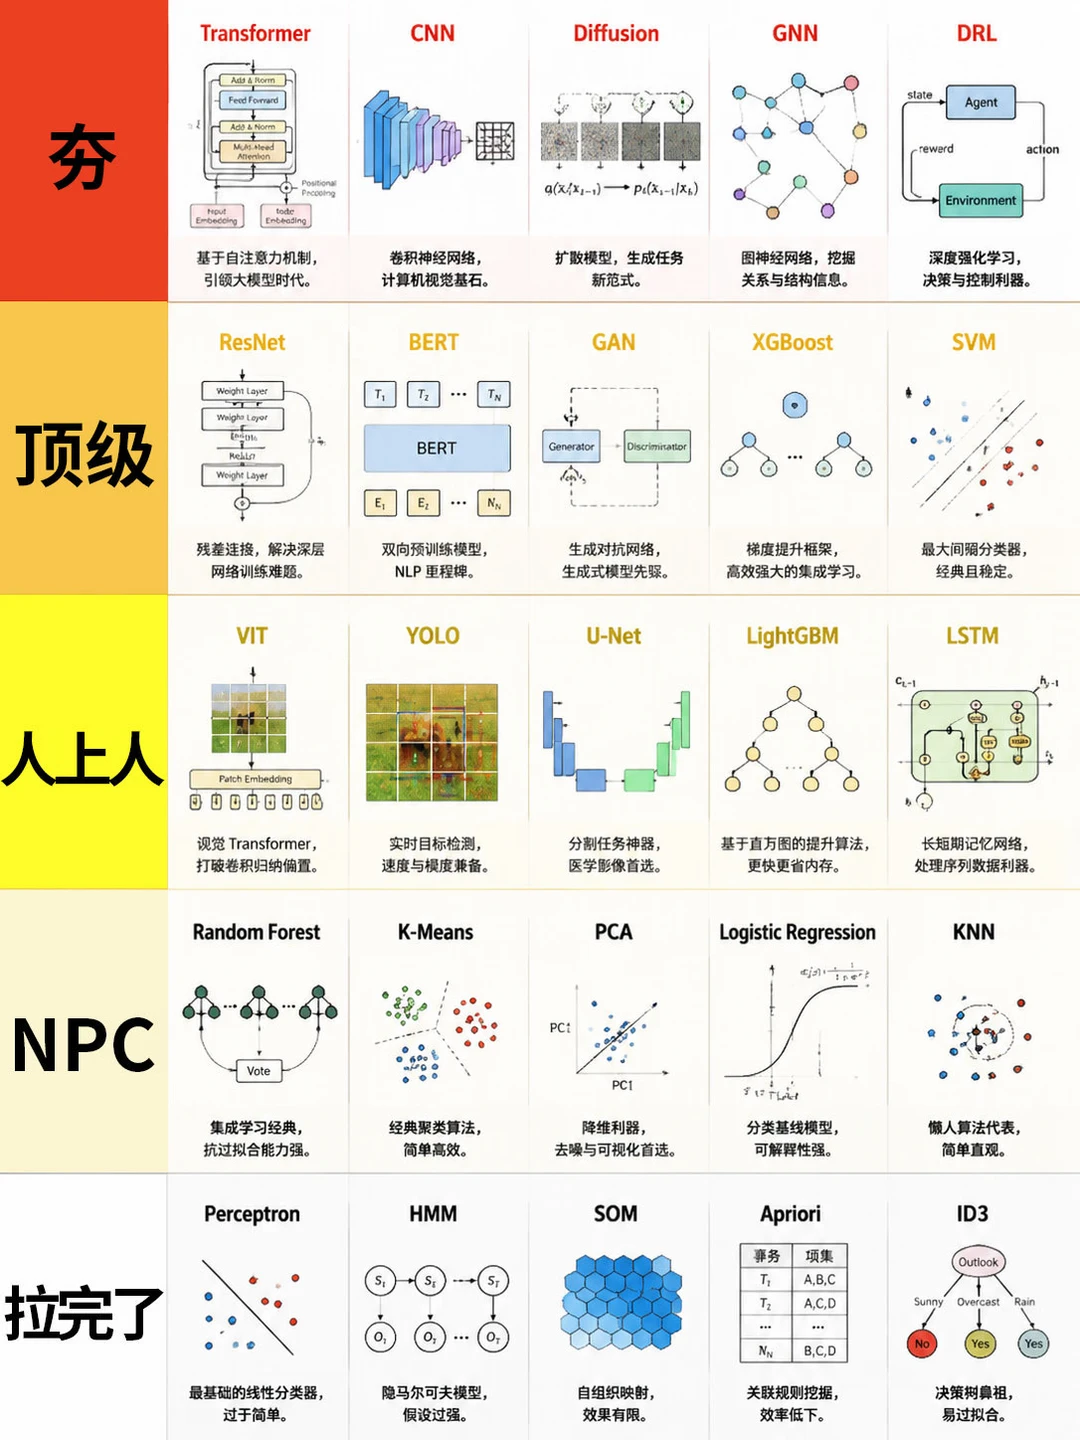 夯
Transformer
CNN
Diffusion
GNN
DRL
Add & Norm
Feed Forward
Add & Norm
Multi-Head
Attention
Positional
Embedding
Embedding
state
Agent
reward
action
Environment
基于自注意力机制，
引领大模型时代。
卷积神经网络，
计算机视觉基石。
扩散模型，生成任务
新范式。
图神经网络，挖掘
关系与结构信息。
深度强化学习，
决策与控制利器。
顶级
ResNet
BERT
GAN
XGBoost
SVM
Weight Layer
Weight Layer
Weight Layer
T1
T2
...
TN
BERT
E1
E2
...
NN
Generator
Discriminator
残差连接，解决深层
网络训练难题。
双向预训练模型，
NLP 里程碑。
生成对抗网络，
生成式模型先驱。
梯度提升框架，
高效强大的集成学习。
最大间隔分类器，
经典且稳定。
人上人
VIT
YOLO
U-Net
LightGBM
LSTM
Patch Embedding
...
Ct-1
ht-1
视觉 Transformer，
打破卷积归纳偏置。
实时目标检测，
速度与精度兼备。
分割任务神器，
医学影像首选。
基于直方图的提升算法，
更快更省内存。
长短期记忆网络，
处理序列数据利器。
NPC
Random Forest
K-Means
PCA
Logistic Regression
KNN
...
...
Vote
PC1
PC1
集成学习经典，
抗过拟合能力强。
经典聚类算法，
简单高效。
降维利器，
去噪与可视化首选。
分类基线模型，
可解释性强。
懒人算法代表，
简单直观。
拉完了
Perceptron
HMM
SOM
Apriori
ID3
ST
...
OT
事务
项集
T1
A,B,C
T2
A,C,D
...
...
NN
B,C,D
Outlook
Sunny
Overcast
Rain
No
Yes
Yes
最基础的线性分类器，
过于简单。
隐马尔可夫模型，
假设过强。
自组织映射，
效果有限。
关联规则挖掘，
效率低下。
决策树鼻祖，
易过拟合。